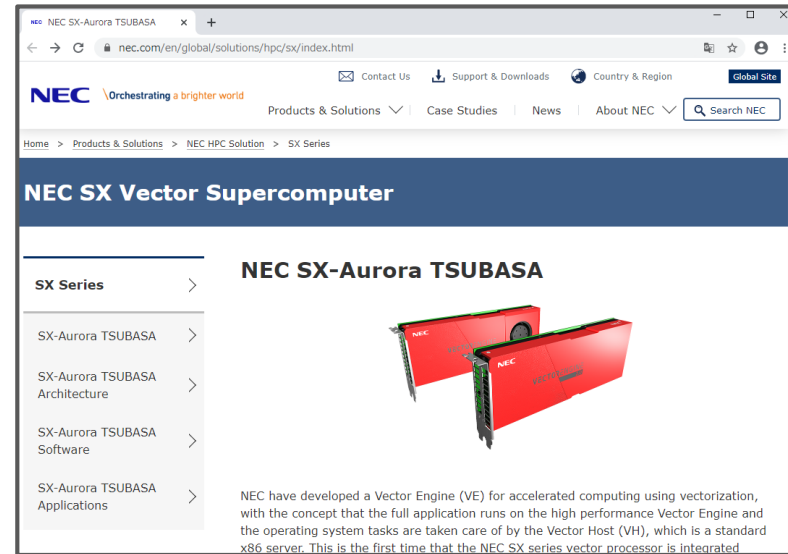 NEC NEC SX-Aurora TSUBASA
nec.com/en/global/solutions/hpc/sx/index.html
Contact Us Support & Downloads Country & Region Global Site
NEC \Orchestrating a brighter world
Products & Solutions Case Studies News About NEC Search NEC
Home > Products & Solutions > NEC HPC Solution > SX Series
NEC SX Vector Supercomputer
SX Series
SX-Aurora TSUBASA
SX-Aurora TSUBASA
Architecture
SX-Aurora TSUBASA
Software
SX-Aurora TSUBASA
Applications
NEC SX-Aurora TSUBASA
NEC
NEC
NEC have developed a Vector Engine (VE) for accelerated computing using vectorization,
with the concept that the full application runs on the high performance Vector Engine and
the operating system tasks are taken care of by the Vector Host (VH), which is a standard
x86 server. This is the first time that the NEC SX series vector processor is integrated